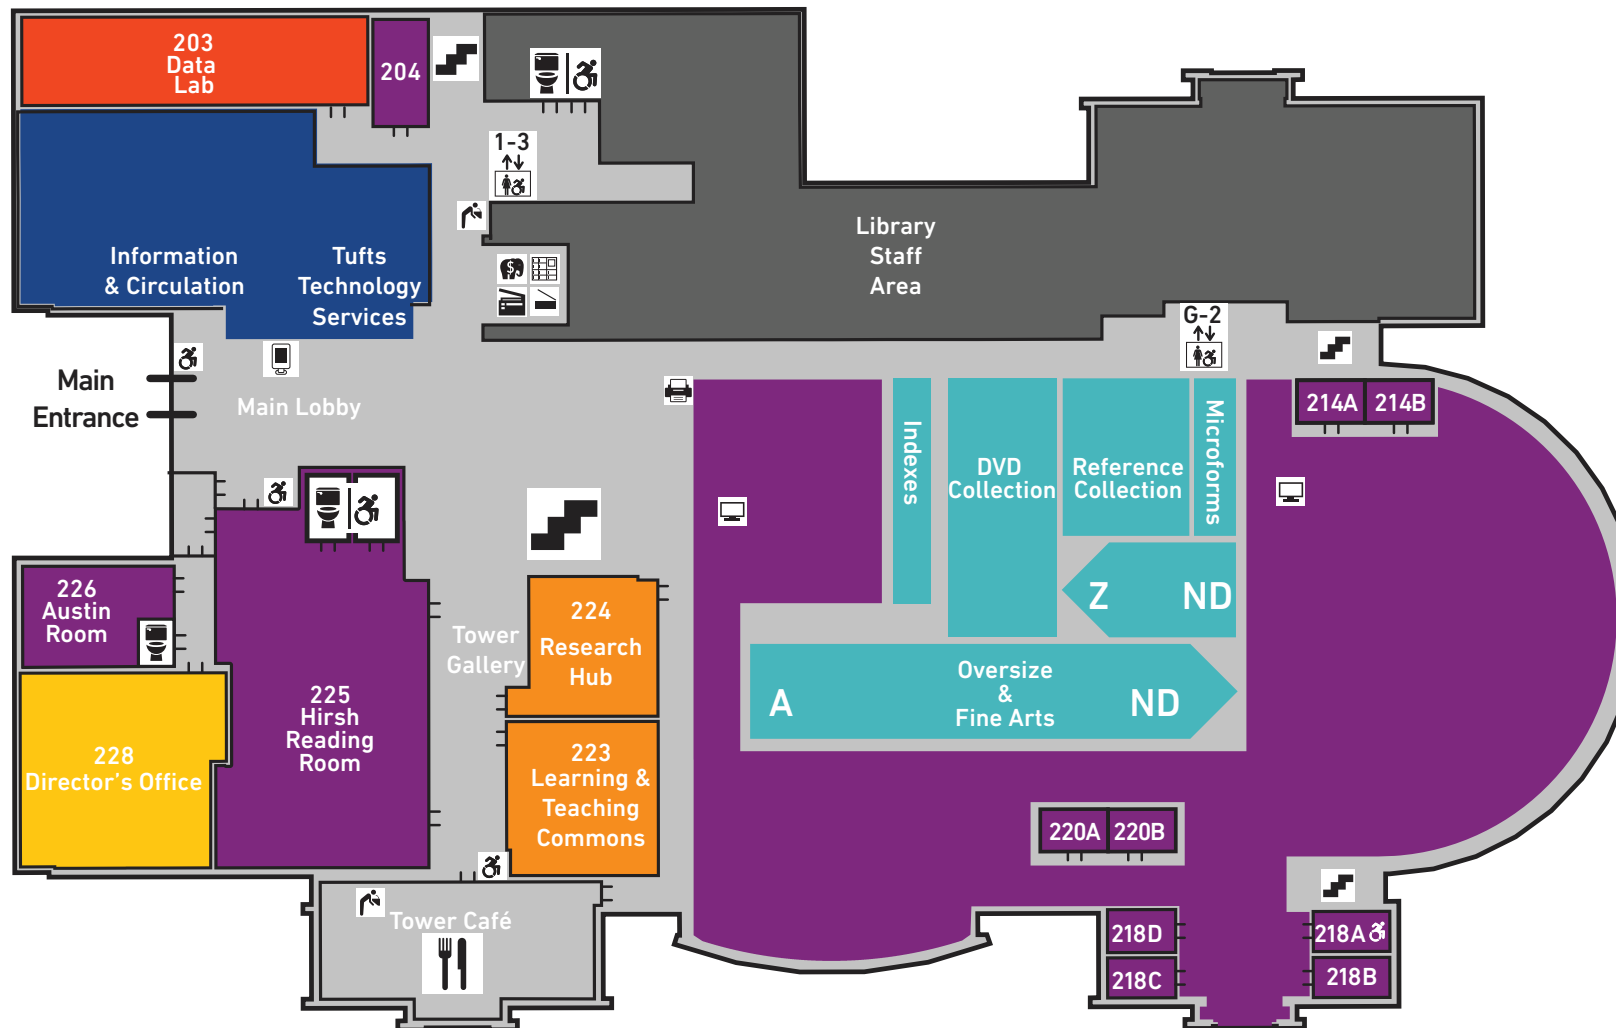 203
Data
Lab
204
1-3
Information
& Circulation
Tufts
Technology
Services
Library
Staff
Area
$
G-2
Main
Entrance
Main Lobby
214A
214B
Indexes
DVD
Collection
Reference
Collection
Microforms
Z
ND
226
Austin
Room
224
Research
Hub
Tower
Gallery
A
Oversize
&
Fine Arts
ND
225
Hirsh
Reading
Room
228
Director's Office
223
Learning &
Teaching
Commons
220A
220B
Tower Café
218D
218A
218C
218B